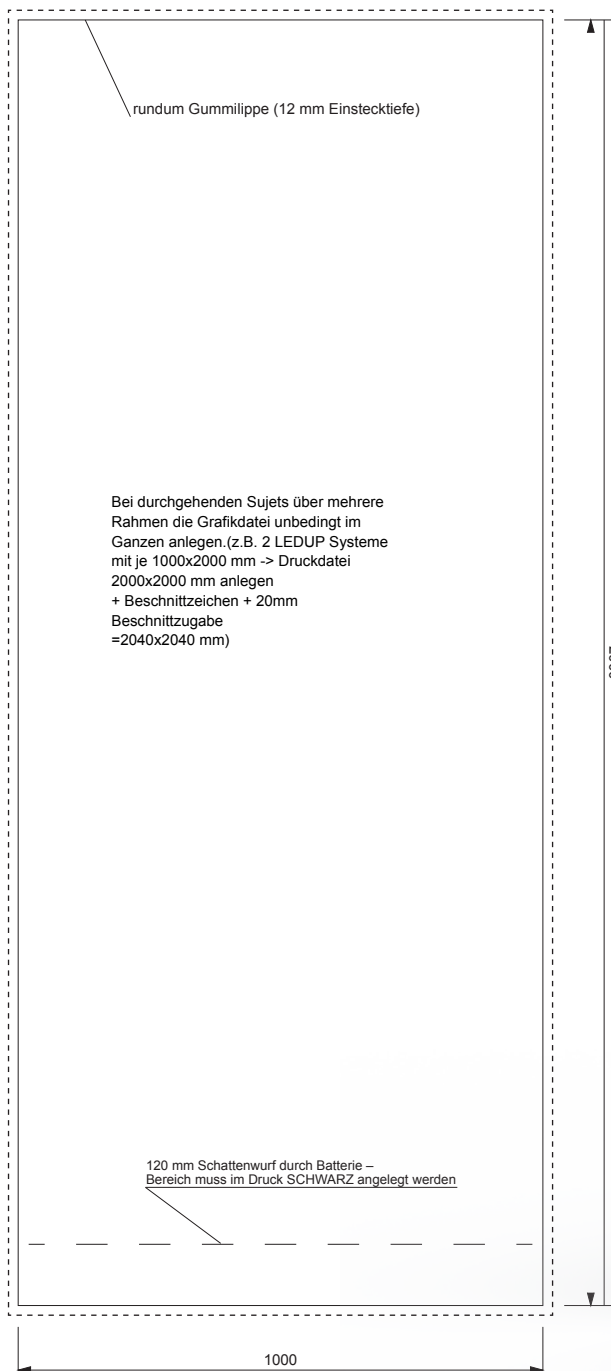 rundum Gummilippe (12 mm Einstecktiefe)
Bei durchgehenden Sujets über mehrere
Rahmen die Grafikdatei unbedingt im
Ganzen anlegen.(z.B. 2 LEDUP Systeme
mit je 1000x2000 mm -> Druckdatei
2000x2000 mm anlegen
+ Beschnittzeichen + 20mm
Beschnittzugabe
=2040x2040 mm)
120 mm Schattenwurf durch Batterie –
Bereich muss im Druck SCHWARZ angelegt werden
1000